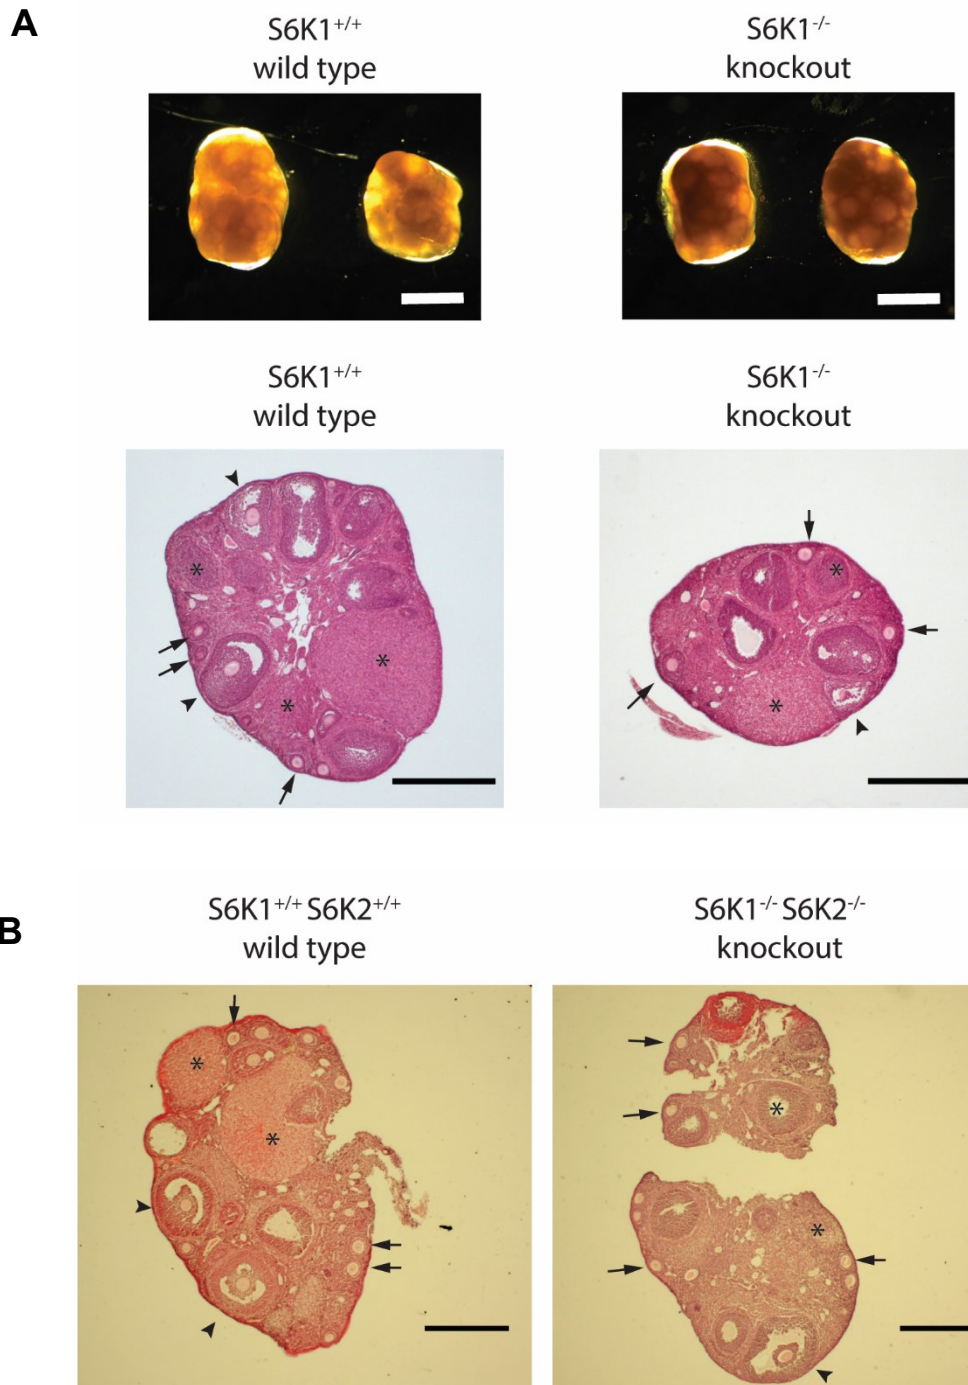 A
S6K1+/+
wild type
S6K1-/-
knockout
S6K1+/+
wild type
S6K1-/-
knockout
*
*
*
*
*
B
S6K1+/+ S6K2+/+
wild type
S6K1-/- S6K2-/-
knockout
*
*
*
*